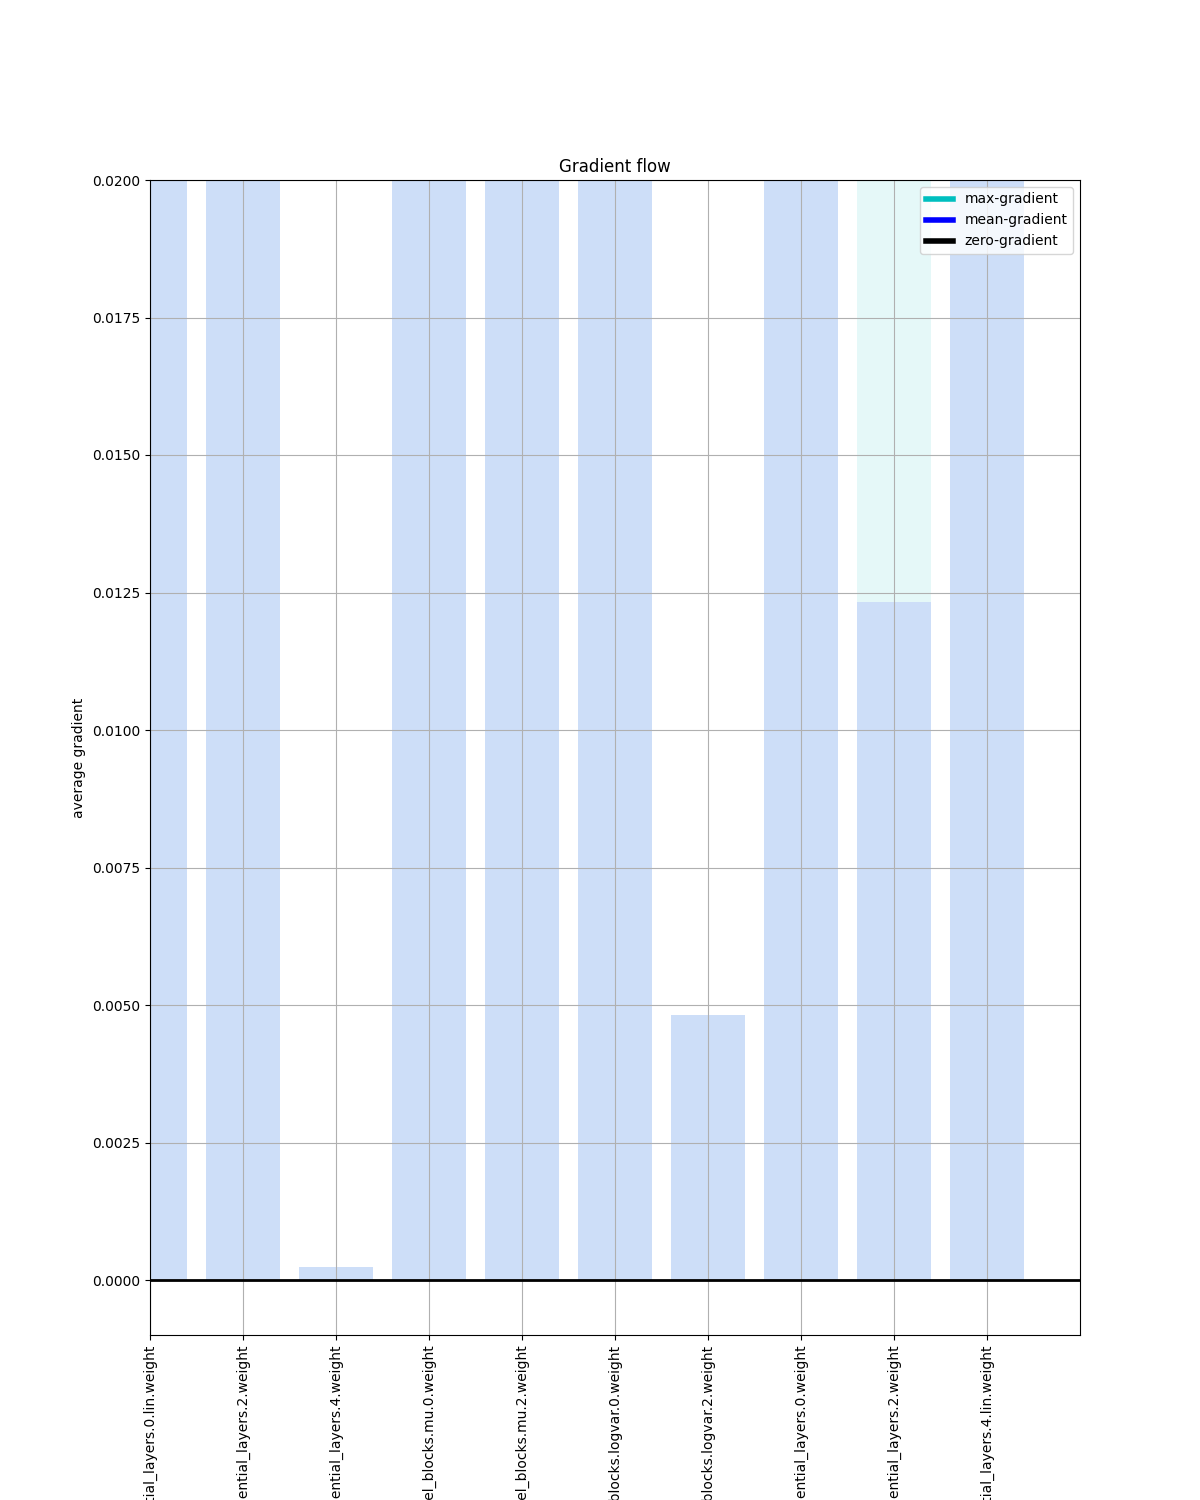 Gradient flow
max-gradient
mean-gradient
zero-gradient
0.0200
0.0175
0.0150
0.0125
0.0100
0.0075
0.0050
0.0025
0.0000
average gradient
tial_layers.0.lin.weight
ential_layers.2.weight
ential_layers.4.weight
el_blocks.mu.0.weight
el_blocks.mu.2.weight
blocks.logvar.0.weight
blocks.logvar.2.weight
ential_layers.0.weight
ential_layers.2.weight
tial_layers.4.lin.weight